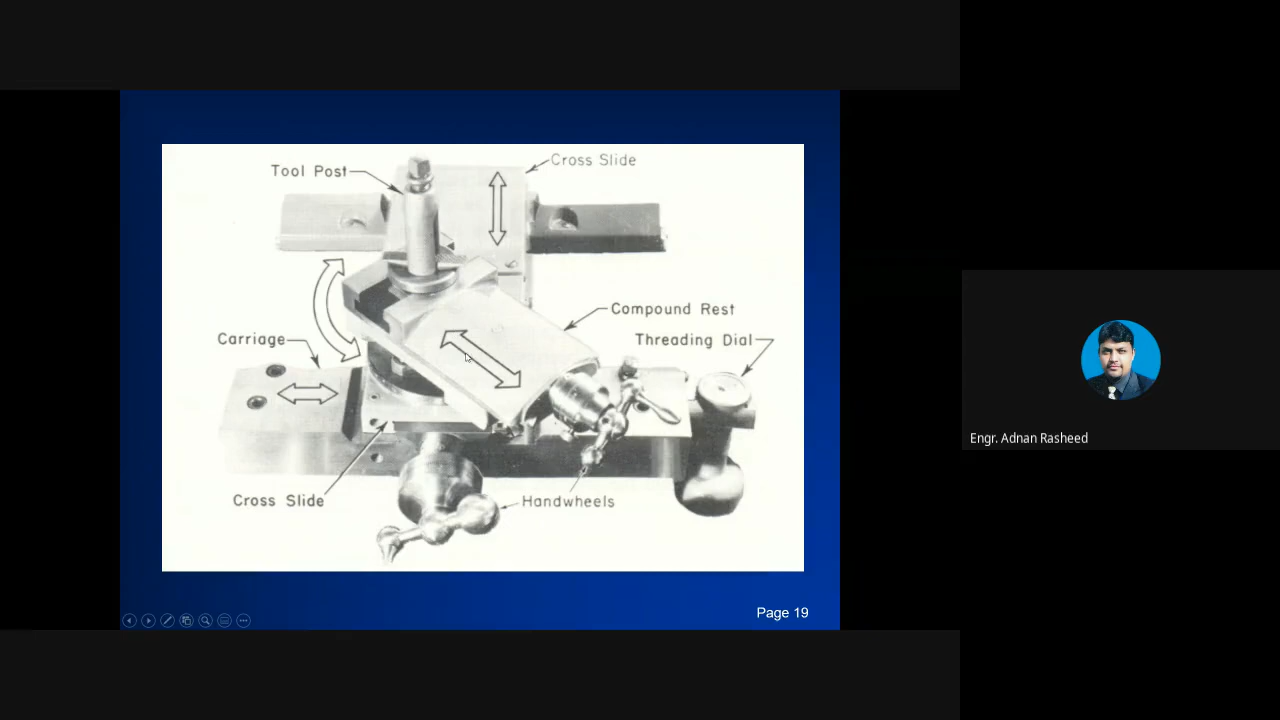 Cross Slide
Tool Post
Compound Rest
Carriage
Threading Dial
Cross Slide
Handwheels
Engr. Adnan Rasheed
Page 19